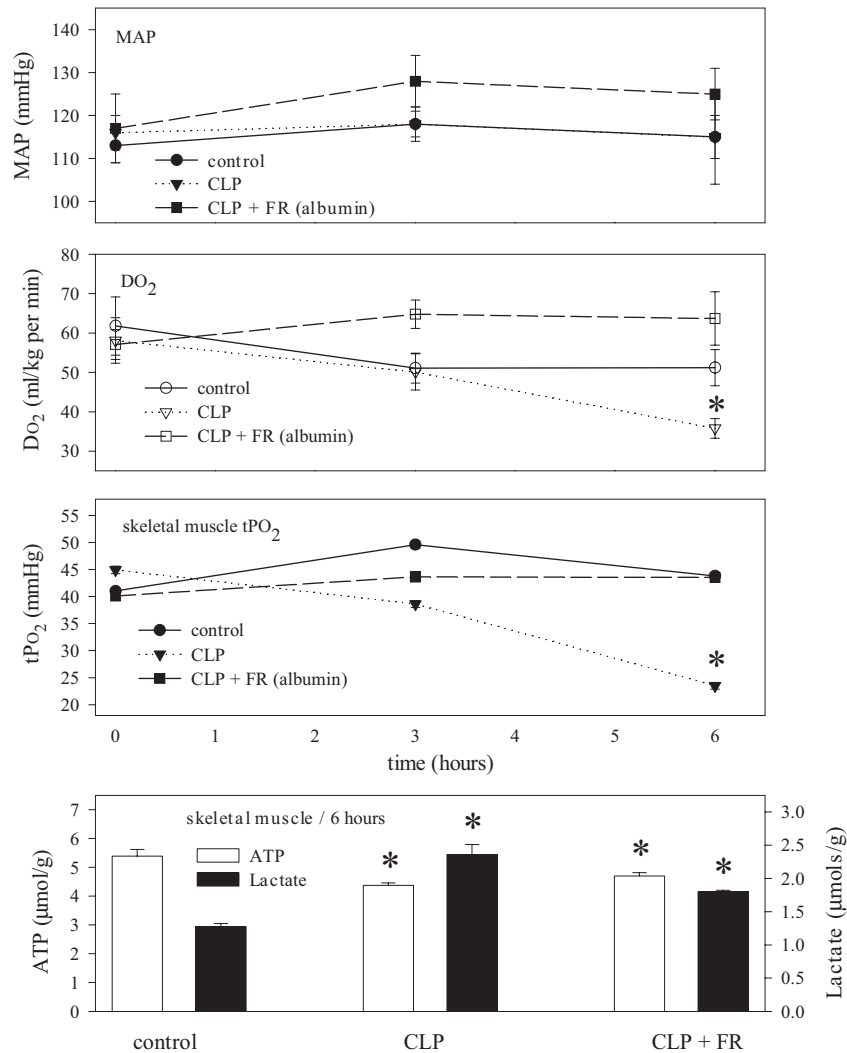 MAP
MAP (mmHg)
140
130
120
110
100
control
CLP
CLP + FR (albumin)
DO2
DO2 (ml/kg per min)
80
70
60
50
40
30
control
CLP
CLP + FR (albumin)
*
skeletal muscle tPO2
tPO2 (mmHg)
55
50
45
40
35
30
25
20
control
CLP
CLP + FR (albumin)
*
0 1 2 3 4 5 6
time (hours)
skeletal muscle / 6 hours
ATP
Lactate
ATP (μmol/g)
7
6
5
4
3
2
1
0
* * * *
3.0
2.5
2.0
1.5
1.0
0.5
0.0
Lactate (μmols/g)
control CLP CLP + FR